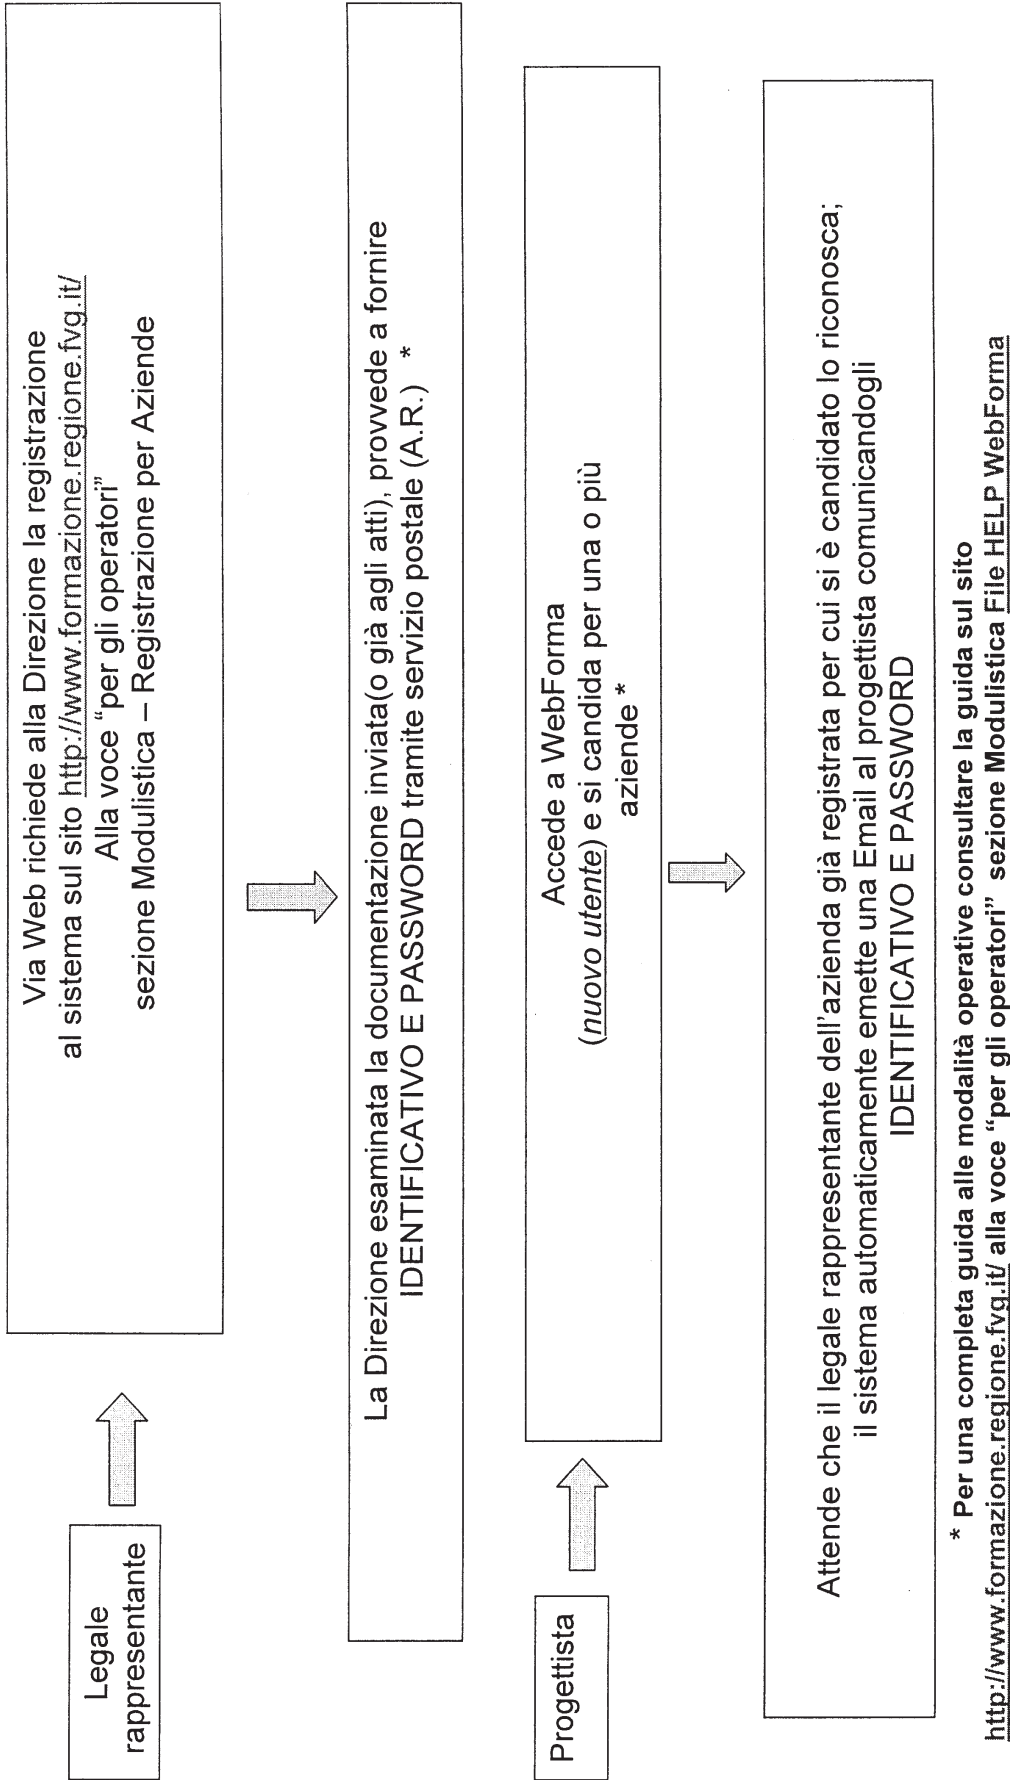 Legale
rappresentante
Via Web richiede alla Direzione la registrazione
al sistema sul sito http://www.formazione.regione.fvg.it/
Alla voce “per gli operatori”
sezione Modulistica – Registrazione per Aziende
La Direzione esaminata la documentazione inviata(o già agli atti), provvede a fornire
IDENTIFICATIVO E PASSWORD tramite servizio postale (A.R.) *
Progettista
Accede a WebForma
(nuovo utente) e si candida per una o più
aziende *
Attende che il legale rappresentante dell’azienda già registrata per cui si è candidato lo riconosca;
il sistema automaticamente emette una Email al progettista comunicandogli
IDENTIFICATIVO E PASSWORD
* Per una completa guida alle modalità operative consultare la guida sul sito
http://www.formazione.regione.fvg.it/ alla voce “per gli operatori” sezione Modulistica File HELP WebForma